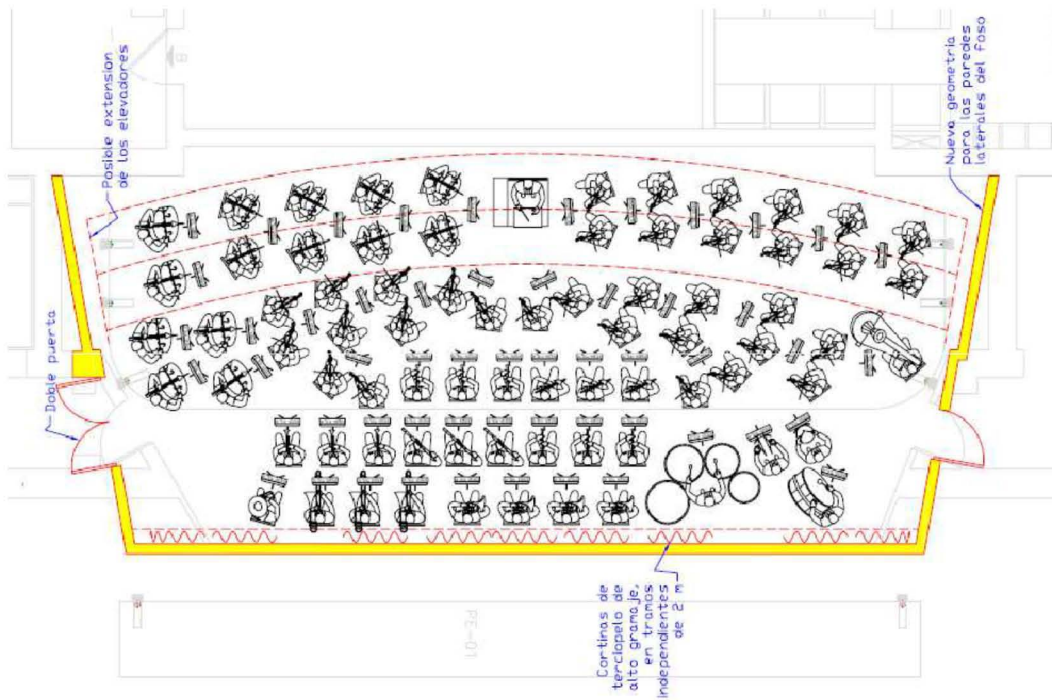 Posible extension
de los elevadores
Nueva geometria
para las paredes
laterales del foso
Doble puerta
Cortinas de
terciopelo de
alto gramaje,
en tramos
independientes
de 2 m
PE-01
B